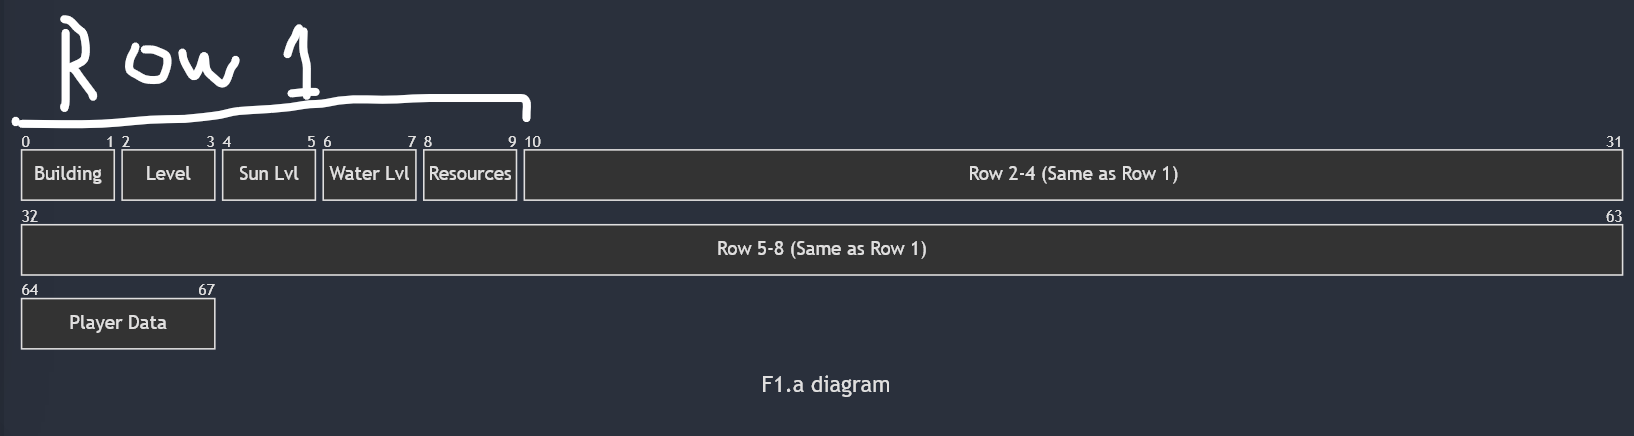 Row 1
0 1 2 3 4 5 6 7 8 9 10 31
Building Level Sun Lvl Water Lvl Resources Row 2-4 (Same as Row 1)
32 63
Row 5-8 (Same as Row 1)
64 67
Player Data
F1.a diagram